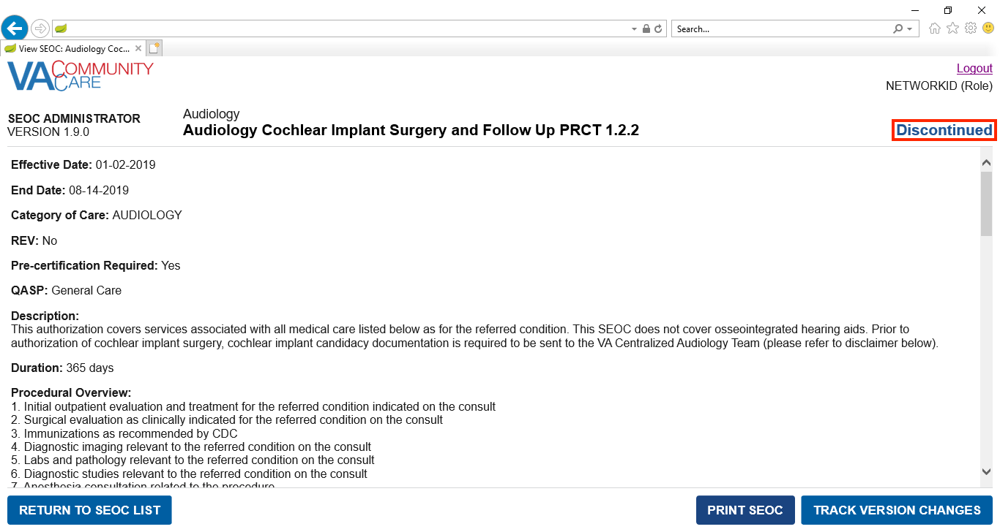 Search...
View SEOC: Audiology Coc...
VA COMMUNITY CARE
Logout
NETWORKID (Role)
SEOC ADMINISTRATOR
VERSION 1.9.0
Audiology
Audiology Cochlear Implant Surgery and Follow Up PRCT 1.2.2
Discontinued
Effective Date: 01-02-2019
End Date: 08-14-2019
Category of Care: AUDIOLOGY
REV: No
Pre-certification Required: Yes
QASP: General Care
Description:
This authorization covers services associated with all medical care listed below as for the referred condition. This SEOC does not cover osseointegrated hearing aids. Prior to
authorization of cochlear implant surgery, cochlear implant candidacy documentation is required to be sent to the VA Centralized Audiology Team (please refer to disclaimer below).
Duration: 365 days
Procedural Overview:
1. Initial outpatient evaluation and treatment for the referred condition indicated on the consult
2. Surgical evaluation as clinically indicated for the referred condition on the consult
3. Immunizations as recommended by CDC
4. Diagnostic imaging relevant to the referred condition on the consult
5. Labs and pathology relevant to the referred condition on the consult
6. Diagnostic studies relevant to the referred condition on the consult
7. Anesthesia consultation related to the procedure
RETURN TO SEOC LIST
PRINT SEOC
TRACK VERSION CHANGES